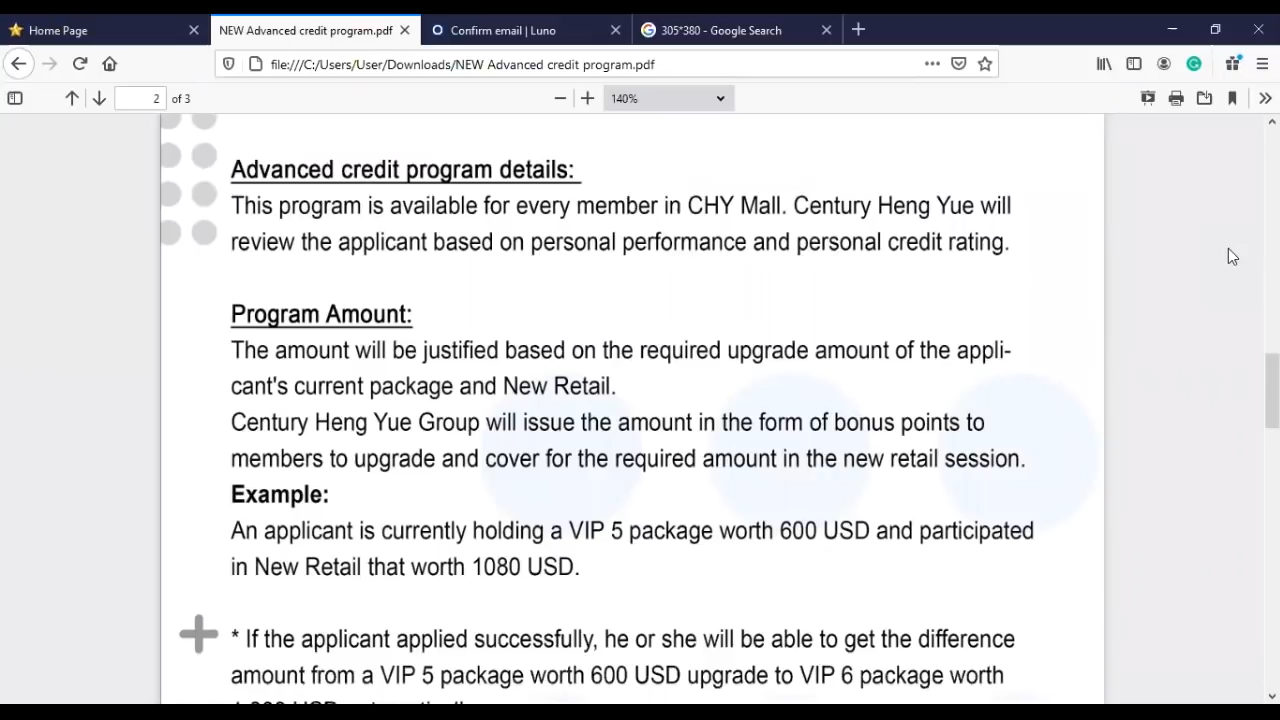 Home Page
NEW Advanced credit program.pdf
Confirm email | Luno
305*380 - Google Search
file:///C:/Users/User/Downloads/NEW Advanced credit program.pdf
2 of 3
140%
Advanced credit program details:
This program is available for every member in CHY Mall. Century Heng Yue will
review the applicant based on personal performance and personal credit rating.
Program Amount:
The amount will be justified based on the required upgrade amount of the appli-
cant's current package and New Retail.
Century Heng Yue Group will issue the amount in the form of bonus points to
members to upgrade and cover for the required amount in the new retail session.
Example:
An applicant is currently holding a VIP 5 package worth 600 USD and participated
in New Retail that worth 1080 USD.
* If the applicant applied successfully, he or she will be able to get the difference
amount from a VIP 5 package worth 600 USD upgrade to VIP 6 package worth